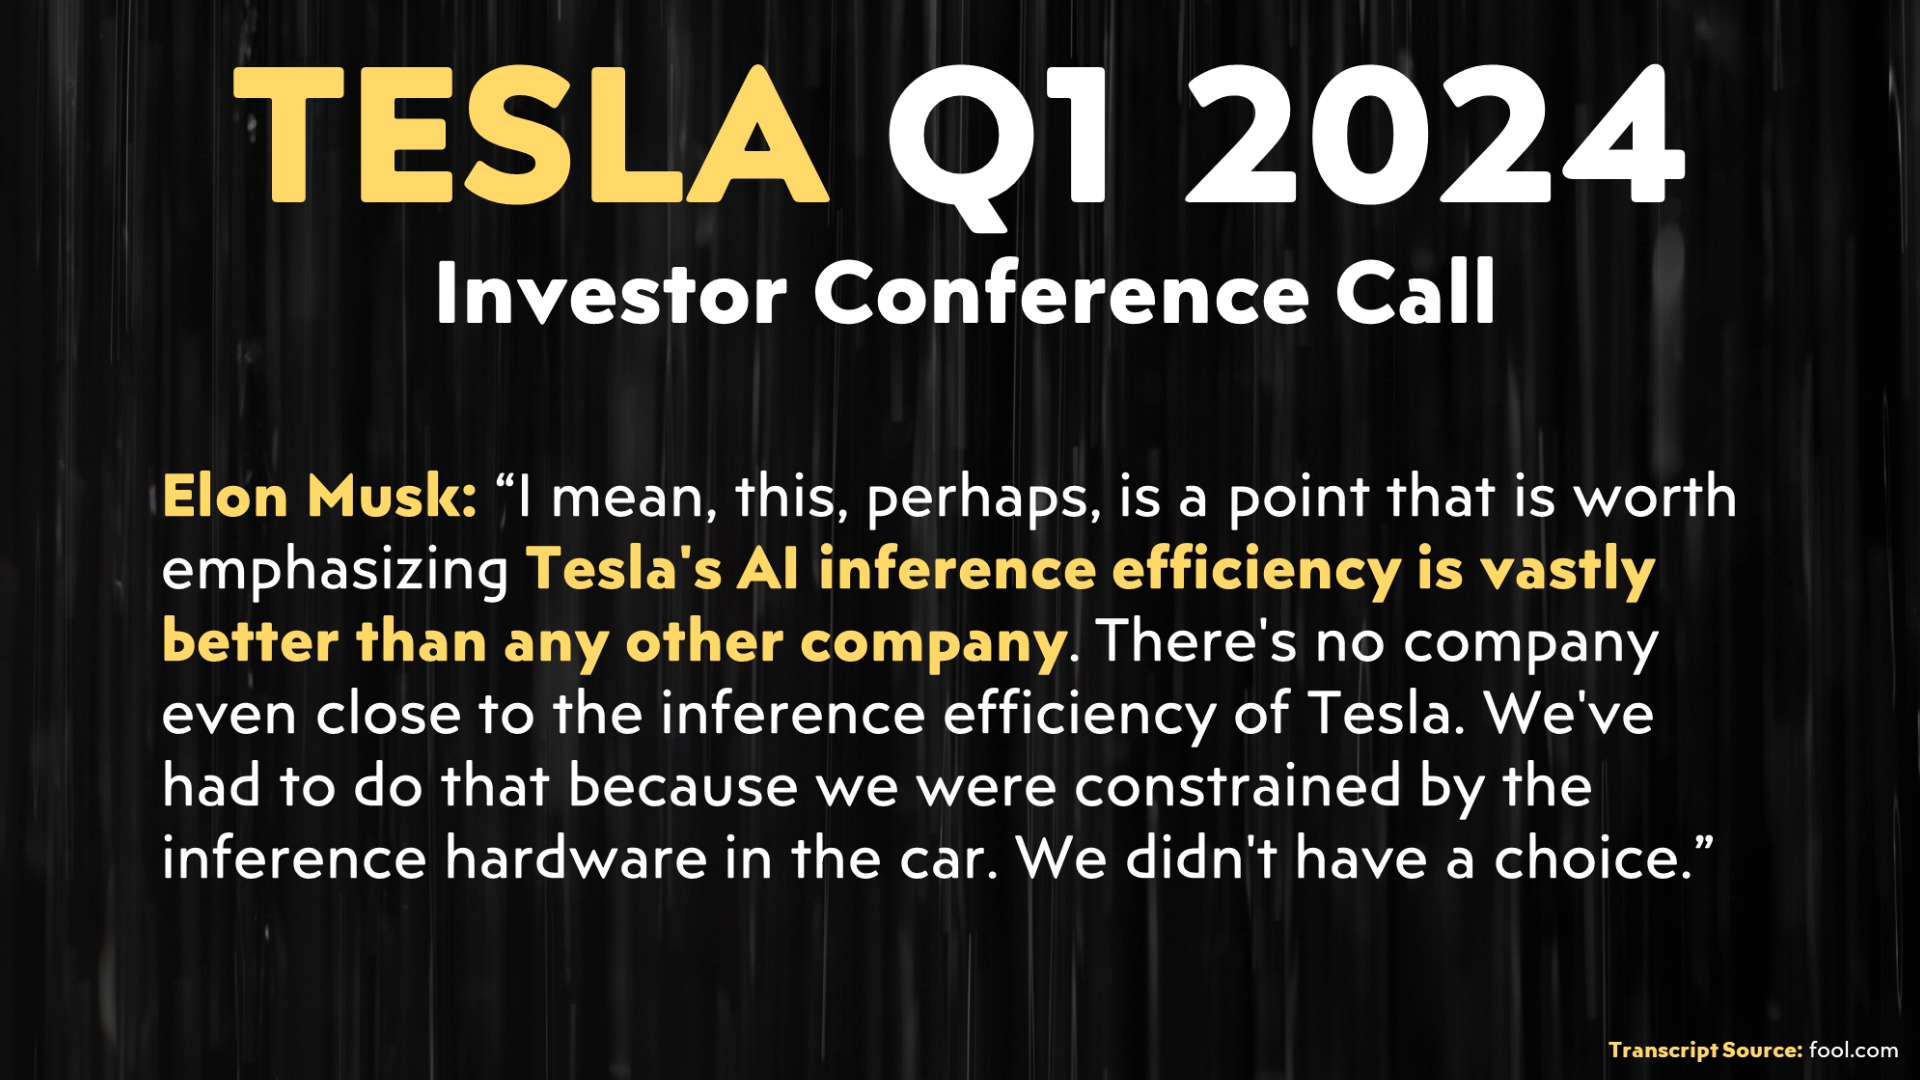 TESLA Q1 2024
Investor Conference Call
Elon Musk: “I mean, this, perhaps, is a point that is worth
emphasizing Tesla's AI inference efficiency is vastly
better than any other company. There's no company
even close to the inference efficiency of Tesla. We've
had to do that because we were constrained by the
inference hardware in the car. We didn't have a choice.”
Transcript Source: fool.com